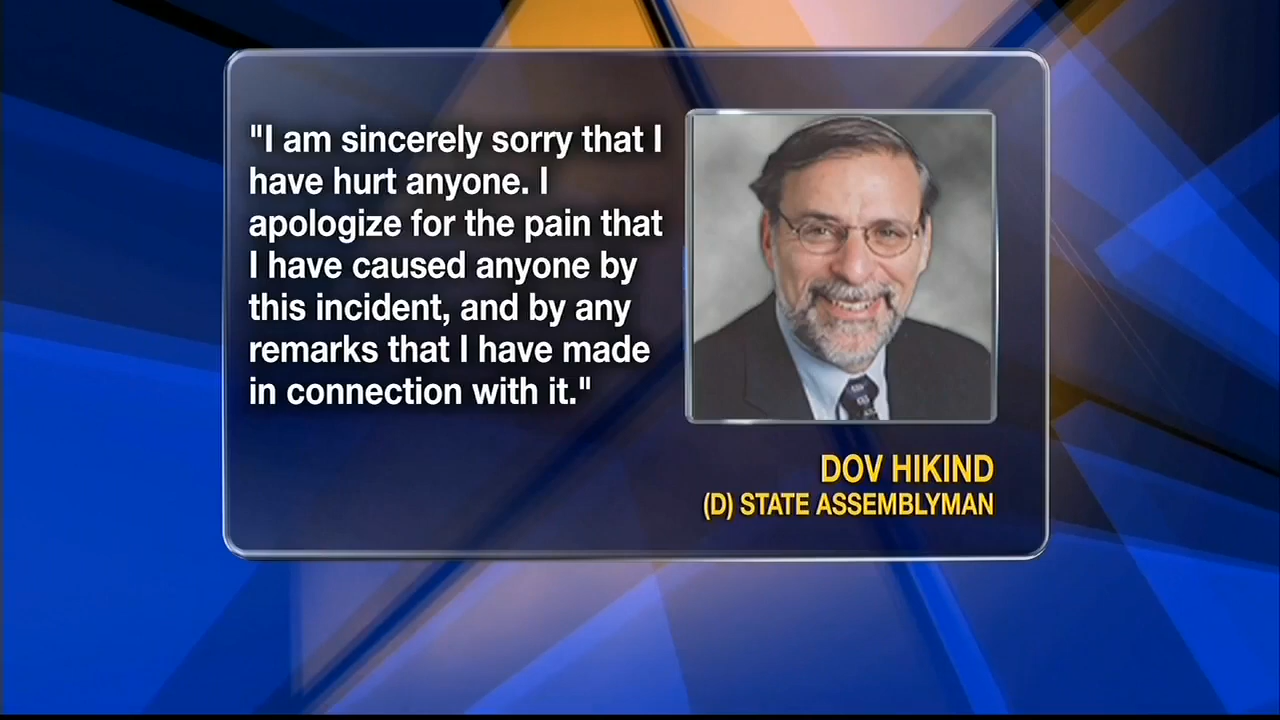 "I am sincerely sorry that I
have hurt anyone. I
apologize for the pain that
I have caused anyone by
this incident, and by any
remarks that I have made
in connection with it."
DOV HIKIND
(D) STATE ASSEMBLYMAN